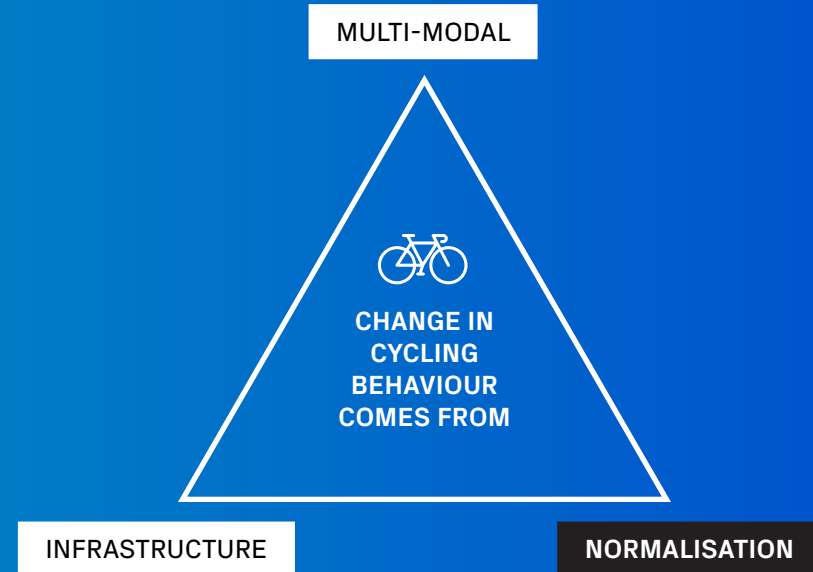 MULTI-MODAL
CHANGE IN
CYCLING
BEHAVIOUR
COMES FROM
INFRASTRUCTURE
NORMALISATION